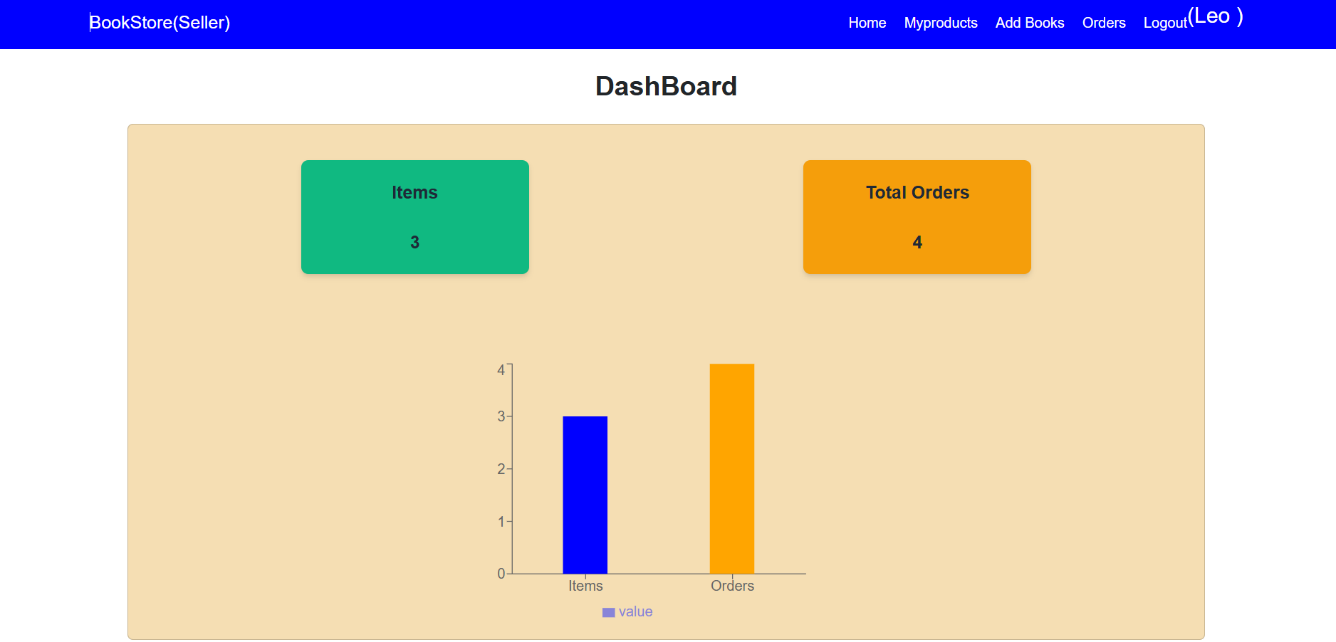 BookStore(Seller) Home Myproducts Add Books Orders Logout(Leo )
DashBoard
Items Total Orders
3 4
4
3
2
1
0
Items Orders
value